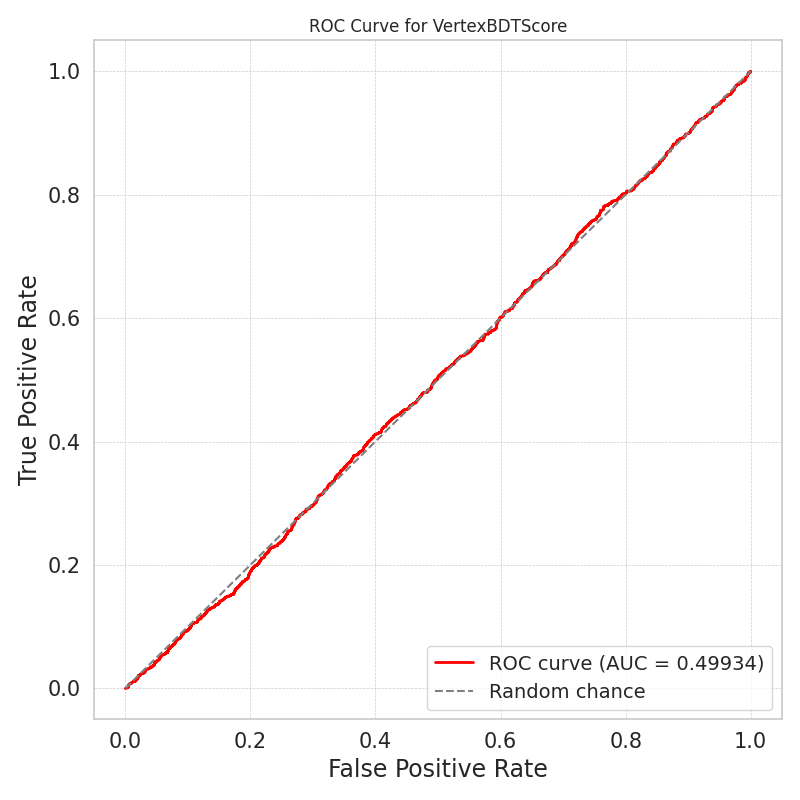 ROC Curve for VertexBDTScore
True Positive Rate
1.0
0.8
0.6
0.4
0.2
0.0
ROC curve (AUC = 0.49934)
Random chance
0.0 0.2 0.4 0.6 0.8 1.0
False Positive Rate